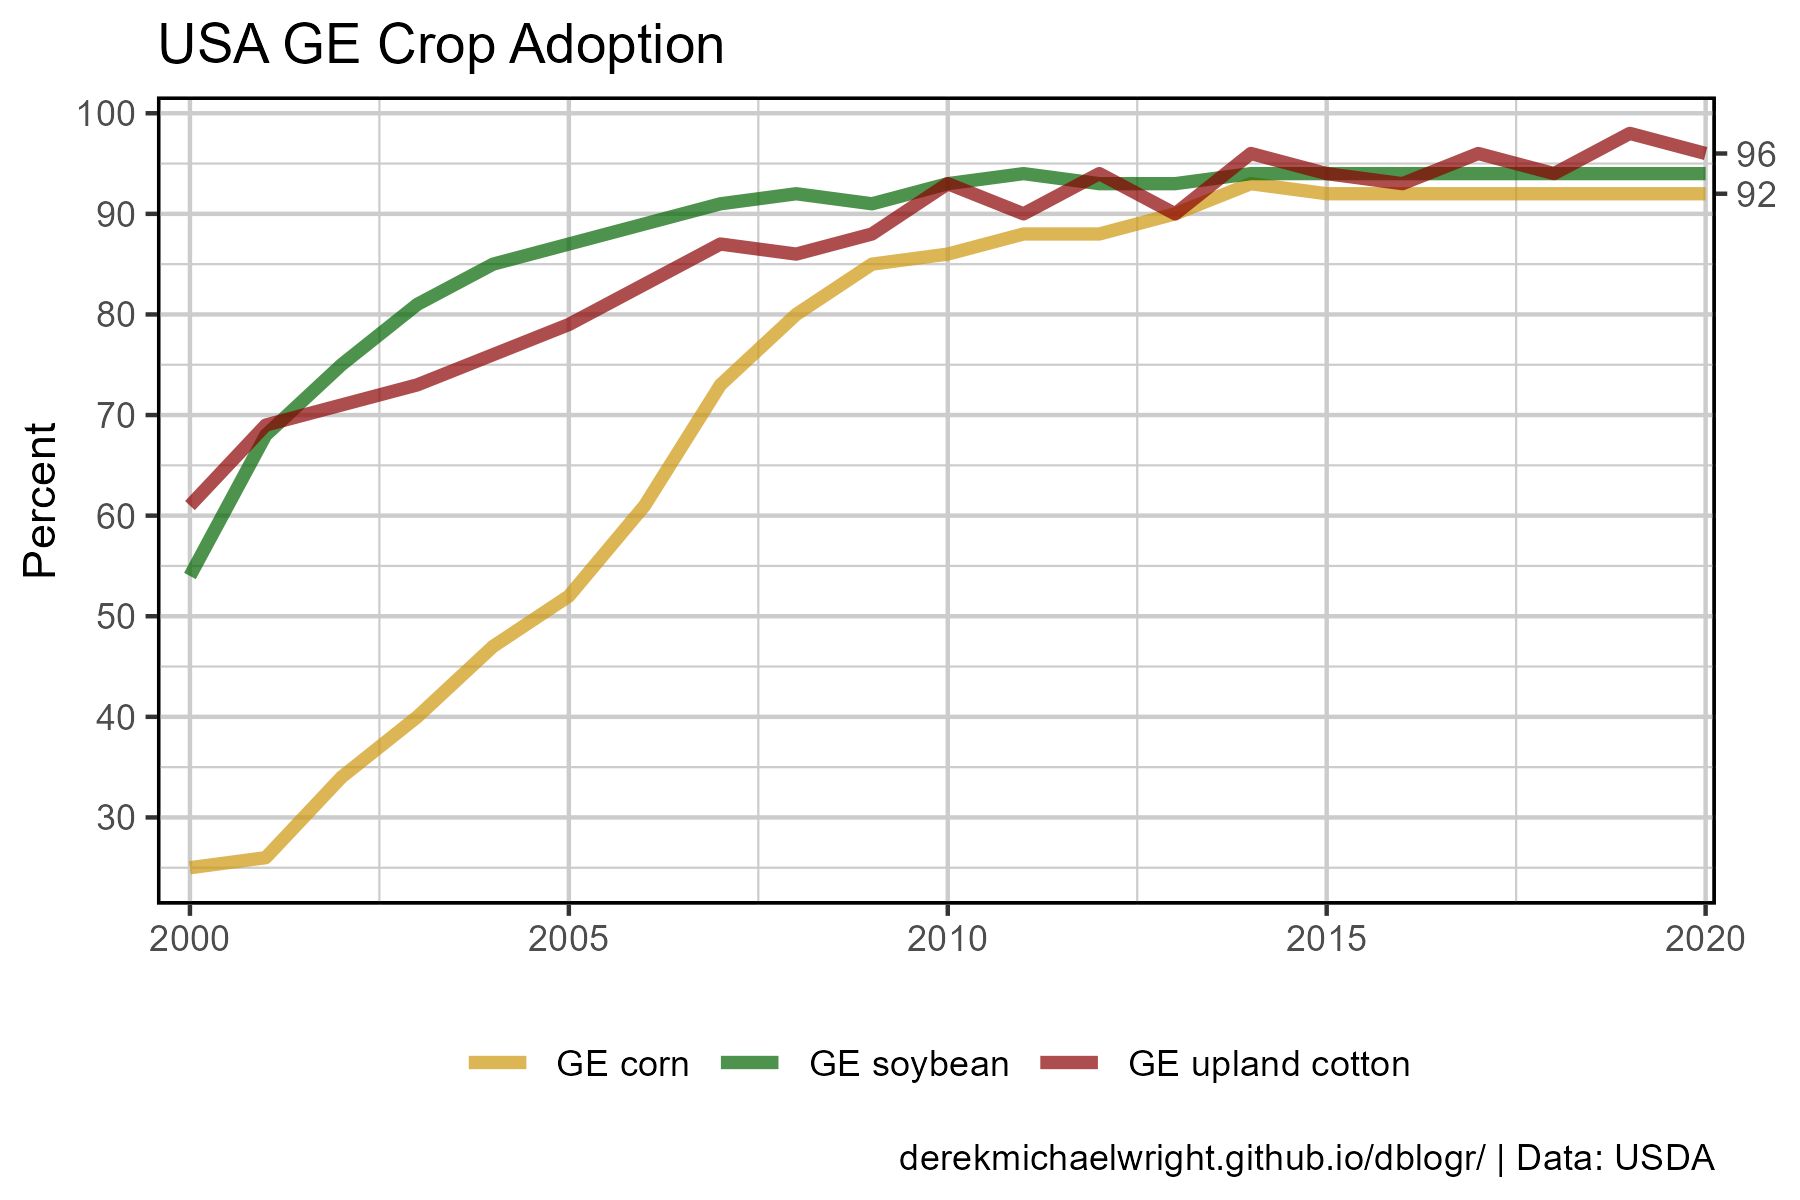 USA GE Crop Adoption
Percent
100
90
80
70
60
50
40
30
96
92
2000 2005 2010 2015 2020
GE corn GE soybean GE upland cotton
derekmichaelwright.github.io/dblogr/ | Data: USDA